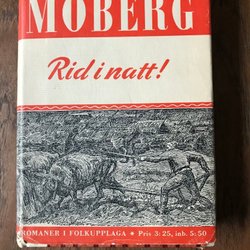 MOBERG
Rid i natt!
ROMANER I FOLKUPPLAGA ★ Pris 3:25, inb. 5:50